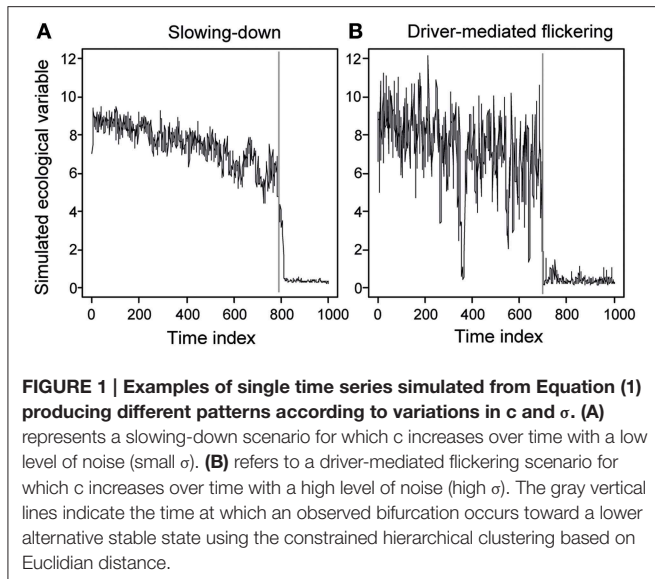 A
Slowing-down
B
Driver-mediated flickering
Simulated ecological variable
12
10
8
6
4
2
0
12
10
8
6
4
2
0
0 200 400 600 800 1000
0 200 400 600 800 1000
Time index
Time index
FIGURE 1 | Examples of single time series simulated from Equation (1)
producing different patterns according to variations in c and σ. (A)
represents a slowing-down scenario for which c increases over time with a low
level of noise (small σ). (B) refers to a driver-mediated flickering scenario for
which c increases over time with a high level of noise (high σ). The gray vertical
lines indicate the time at which an observed bifurcation occurs toward a lower
alternative stable state using the constrained hierarchical clustering based on
Euclidian distance.